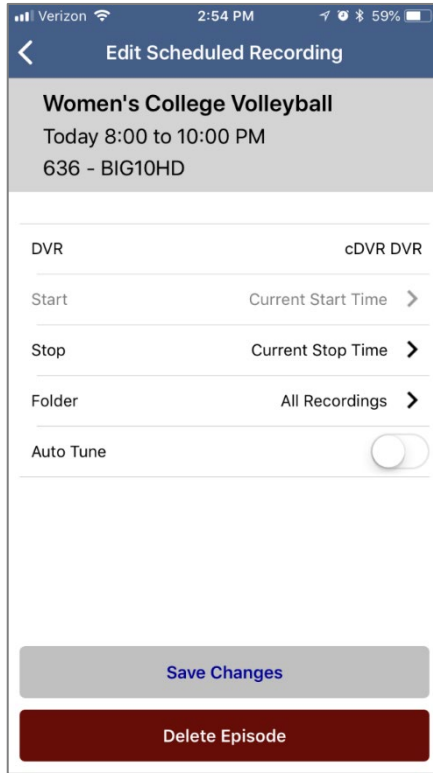 Verizon 2:54 PM 59%
Edit Scheduled Recording
Women's College Volleyball
Today 8:00 to 10:00 PM
636 - BIG10HD
DVR cDVR DVR
Start Current Start Time
Stop Current Stop Time
Folder All Recordings
Auto Tune
Save Changes
Delete Episode